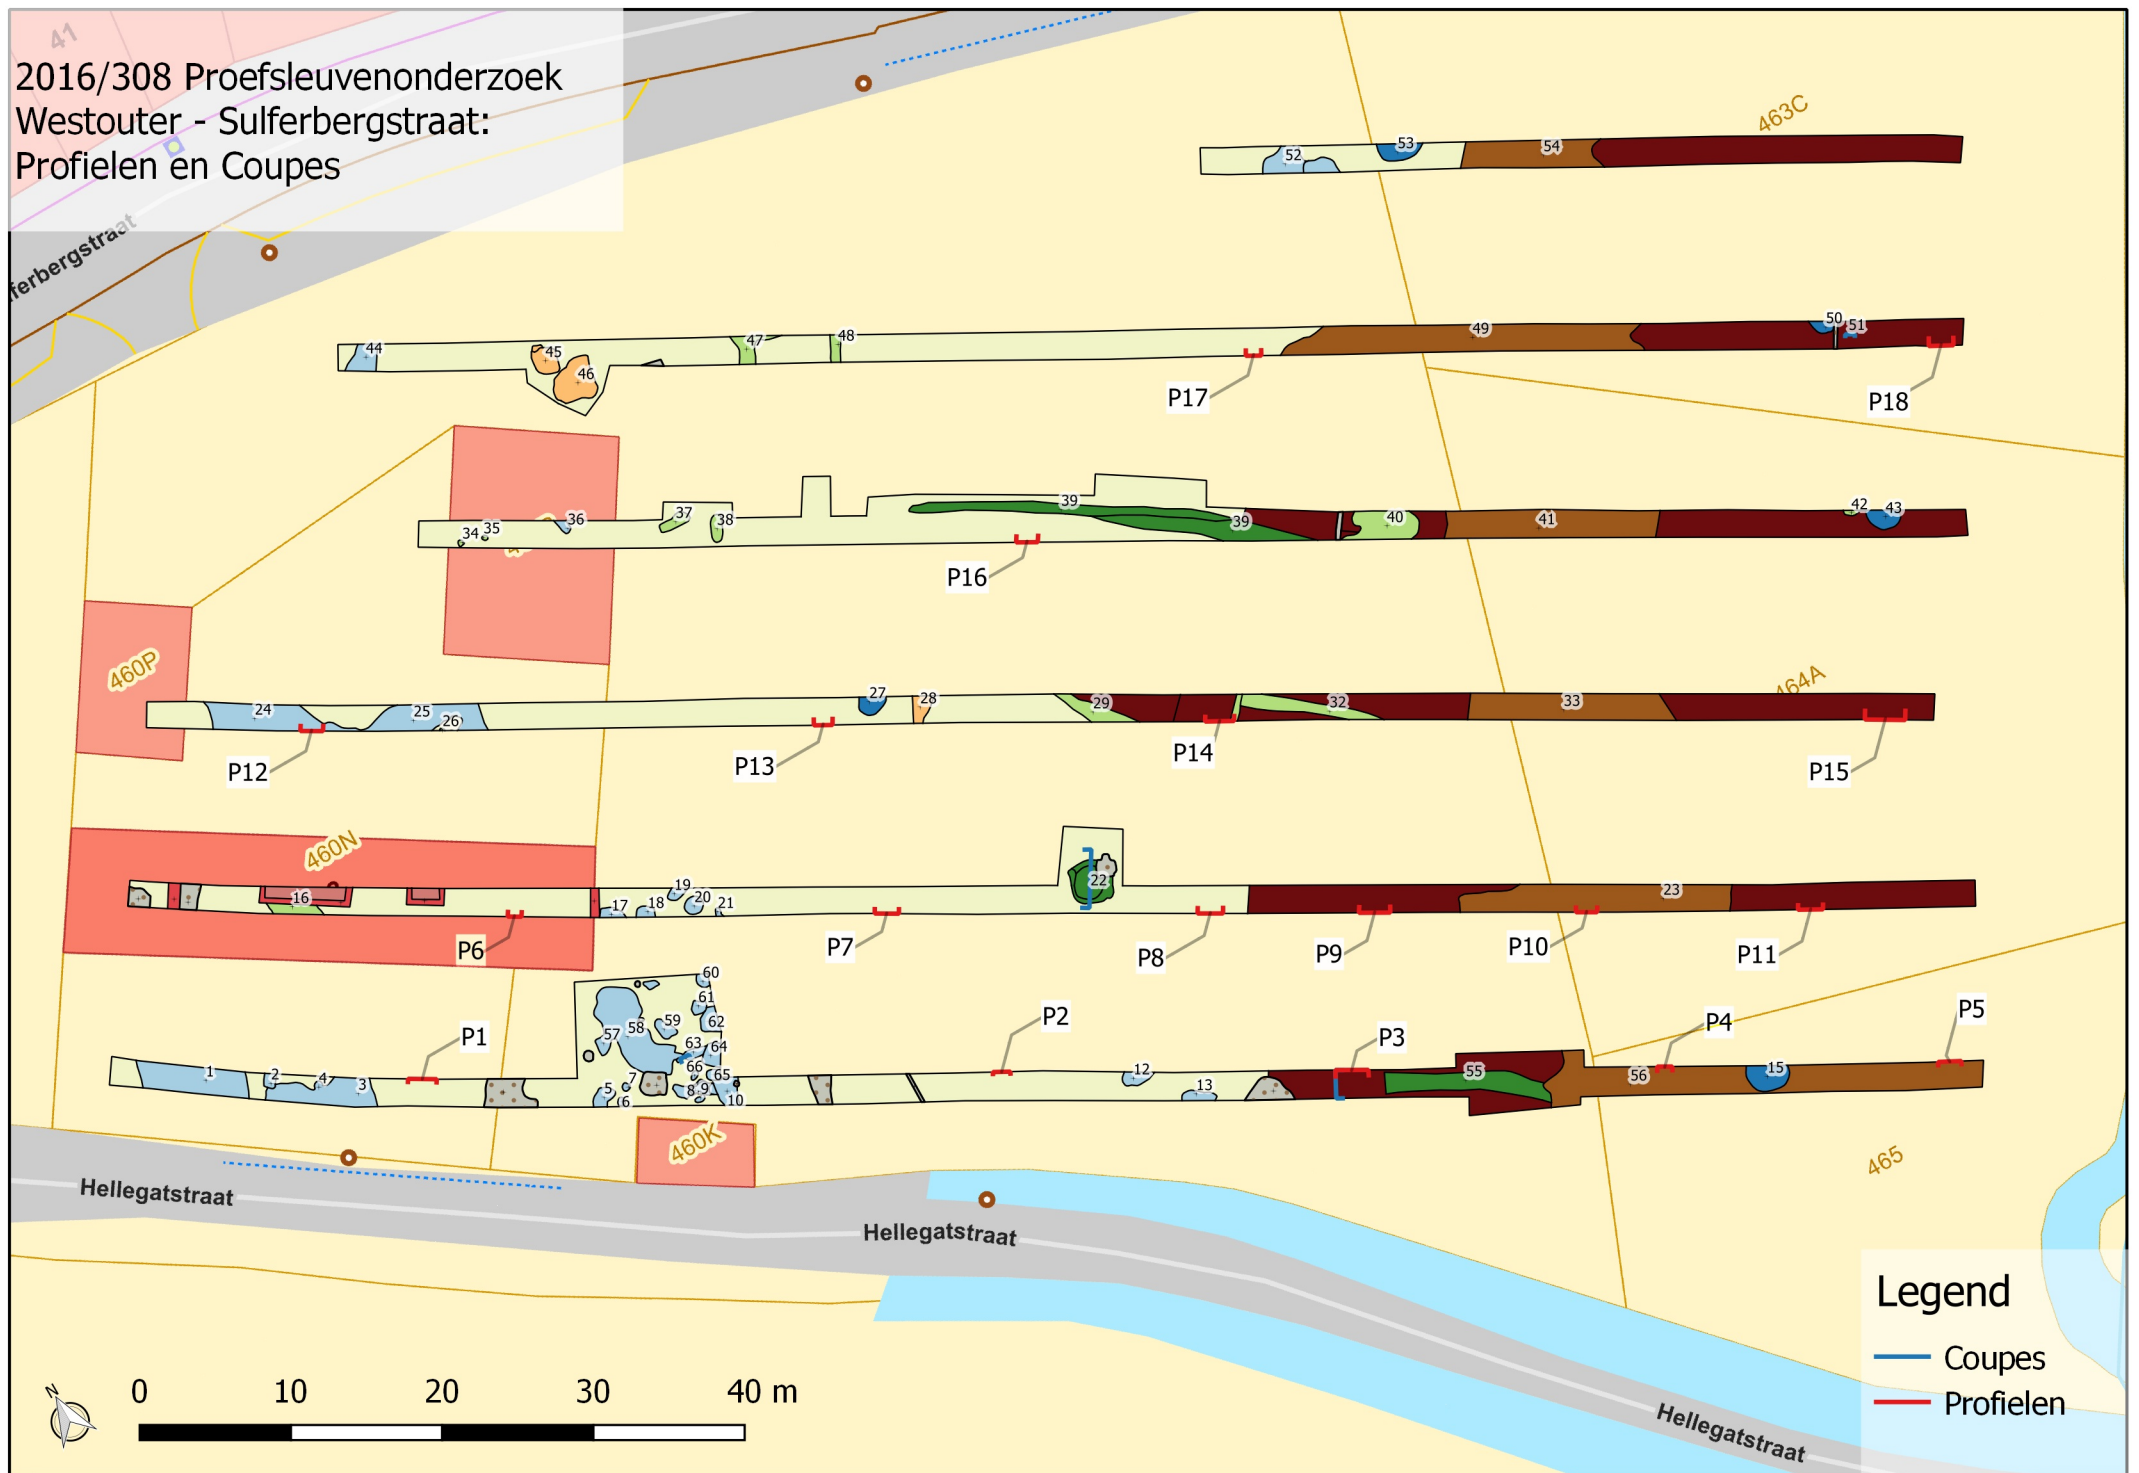 41
2016/308 Proefsleuvenonderzoek
Westouter - Sulferbergstraat:
Profielen en Coupes
463C
52 53 54
44 45 46 47 48 49 50 51
P17 P18
34 35 36 37 38 39 39 40 41 42 43
P16
460P
464A
24 25 26 27 28 29 32 33
P12 P13 P14 P15
460N
16 17 18 19 20 21 22 23
P6 P7 P8 P9 P10 P11
60
61
57 58 59 62
63 64
66 65
1 2 4 3 5 6 7 8 9 10 12 13 55 56 15
P1 P2 P3 P4 P5
460K
465
Hellegatstraat
Hellegatstraat
Hellegatstraat
Legend
Coupes
Profielen
N
0 10 20 30 40 m